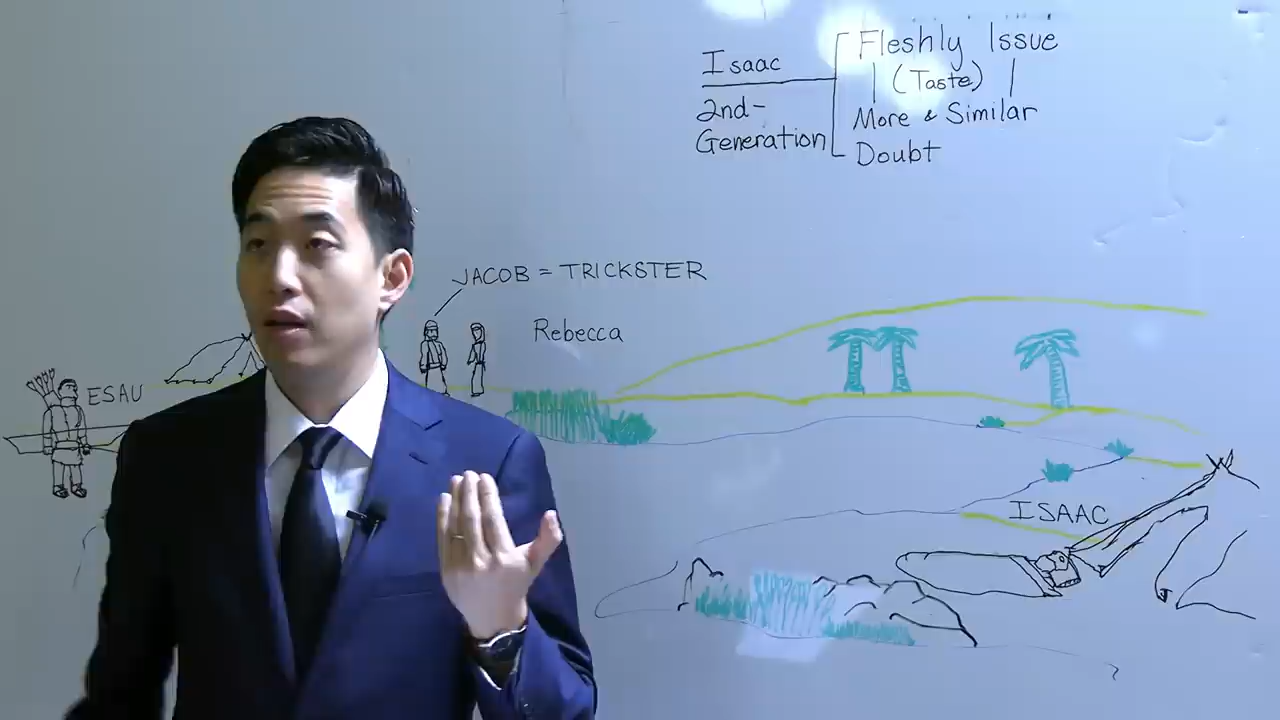 Isaac
2nd-
Generation
Fleshly Issue
(Taste)
More & Similar
Doubt
JACOB = TRICKSTER
Rebecca
ESAU
ISAAC